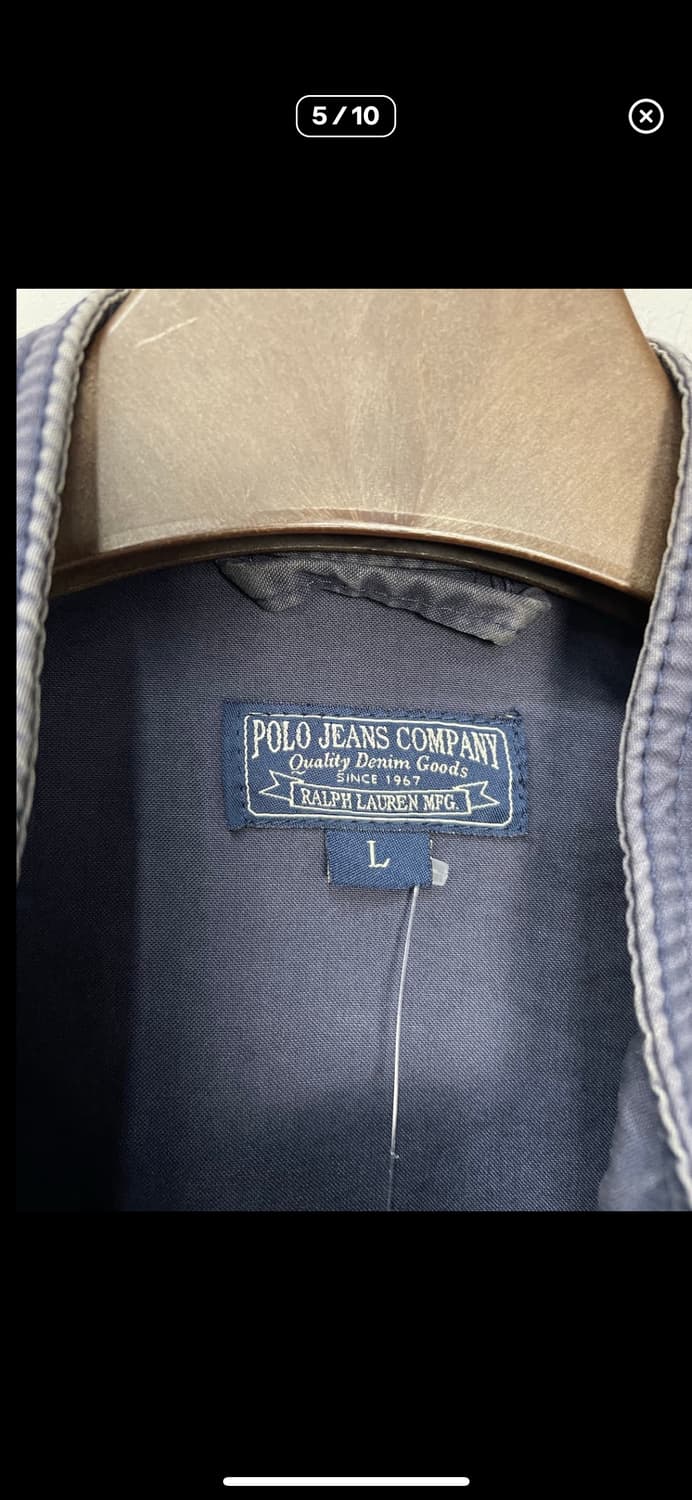 5/10
POLO JEANS COMPANY
Quality Denim Goods
SINCE 1967
RALPH LAUREN MFG.
L